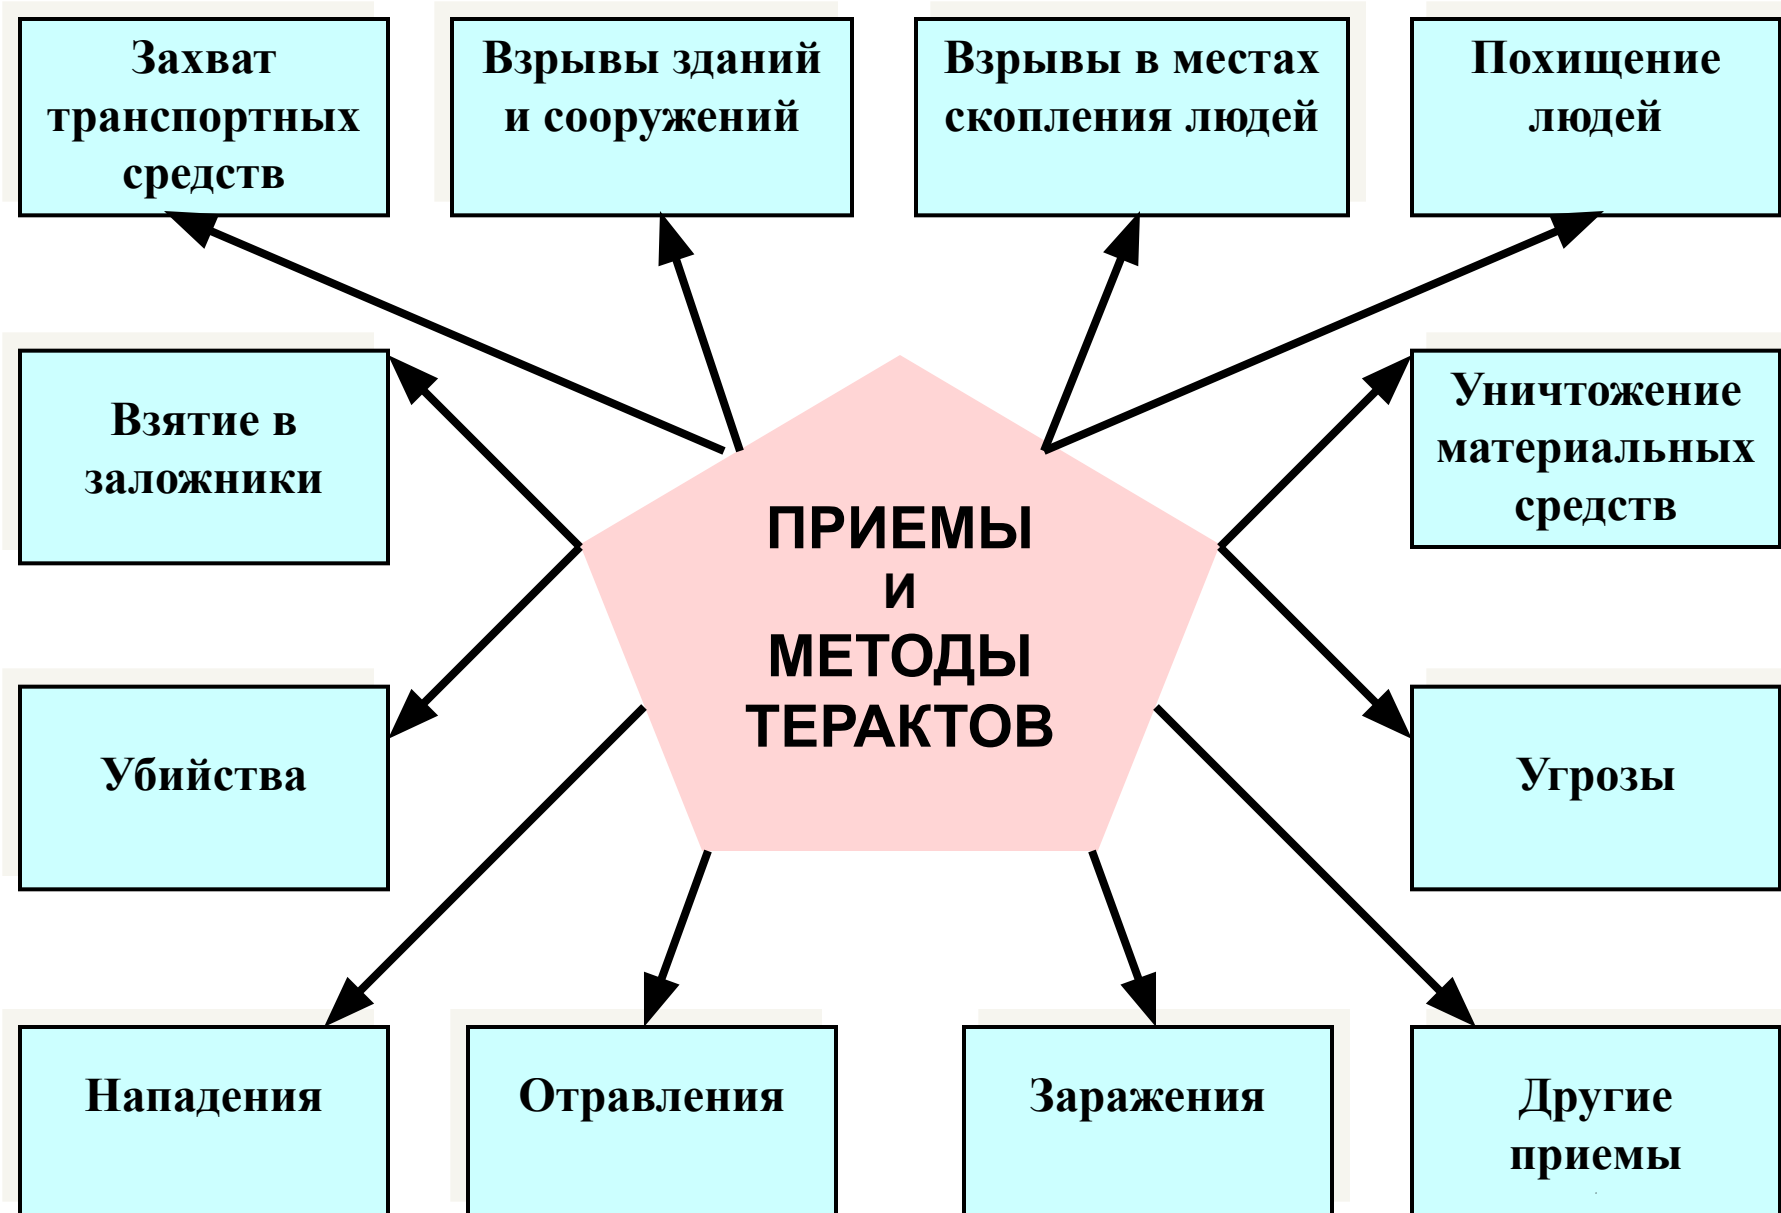 Захват
транспортных
средств
Взрывы зданий
и сооружений
Взрывы в местах
скопления людей
Похищение
людей
Взятие в
заложники
ПРИЕМЫ
И
МЕТОДЫ
ТЕРАКТОВ
Уничтожение
материальных
средств
Убийства
Угрозы
Нападения
Отравления
Заражения
Другие
приемы